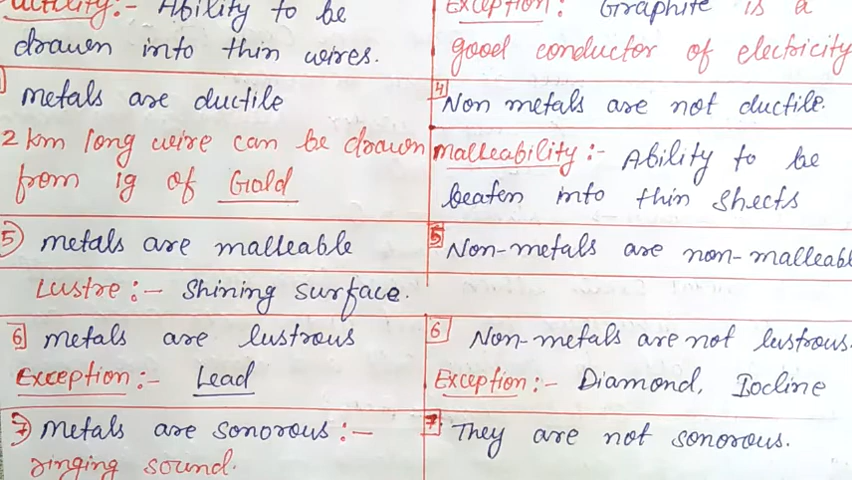 Ductility:- Ability to be
drawn into thin wires.
Metals are ductile
2 km long wire can be drawn
from 1g of Gold
5 Metals are malleable
Lustre:- Shining surface.
6 Metals are lustrous
Exception:- Lead
7 Metals are sonorous:-
ringing sound.
Exception: Graphite is a
good conductor of electricity
4 Non metals are not ductile.
Malleability:- Ability to be
beaten into thin sheets
5 Non-metals are non-malleabl
6 Non-metals are not lustrous.
Exception:- Diamond, Iodine
7. They are not sonorous.